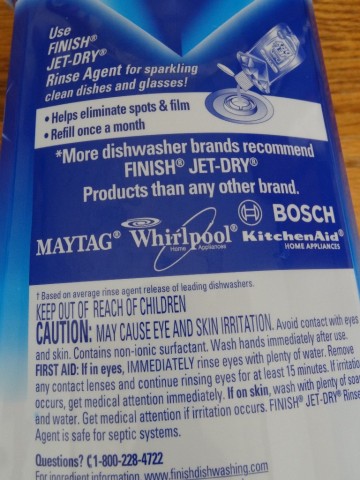 Use
FINISH®
JET-DRY®
Rinse Agent for sparkling
clean dishes and glasses!
• Helps eliminate spots & film
• Refill once a month
*More dishwasher brands recommend
FINISH® JET-DRY®
Products than any other brand.
BOSCH
MAYTAG® Whirlpool® KitchenAid®
Home Appliances HOME APPLIANCES
† Based on average rinse agent release of leading dishwashers.
KEEP OUT OF REACH OF CHILDREN
CAUTION: MAY CAUSE EYE AND SKIN IRRITATION. Avoid contact with eyes
and skin. Contains non-ionic surfactant. Wash hands immediately after use.
FIRST AID: If in eyes, IMMEDIATELY rinse eyes with plenty of water. Remove
any contact lenses and continue rinsing eyes for at least 15 minutes. If irritation
occurs, get medical attention immediately. If on skin, wash with plenty of soap
and water. Get medical attention if irritation occurs. FINISH® JET-DRY® Rinse
Agent is safe for septic systems.
Questions? C1-800-228-4722
For ingredient information www.finishdishwashing.com